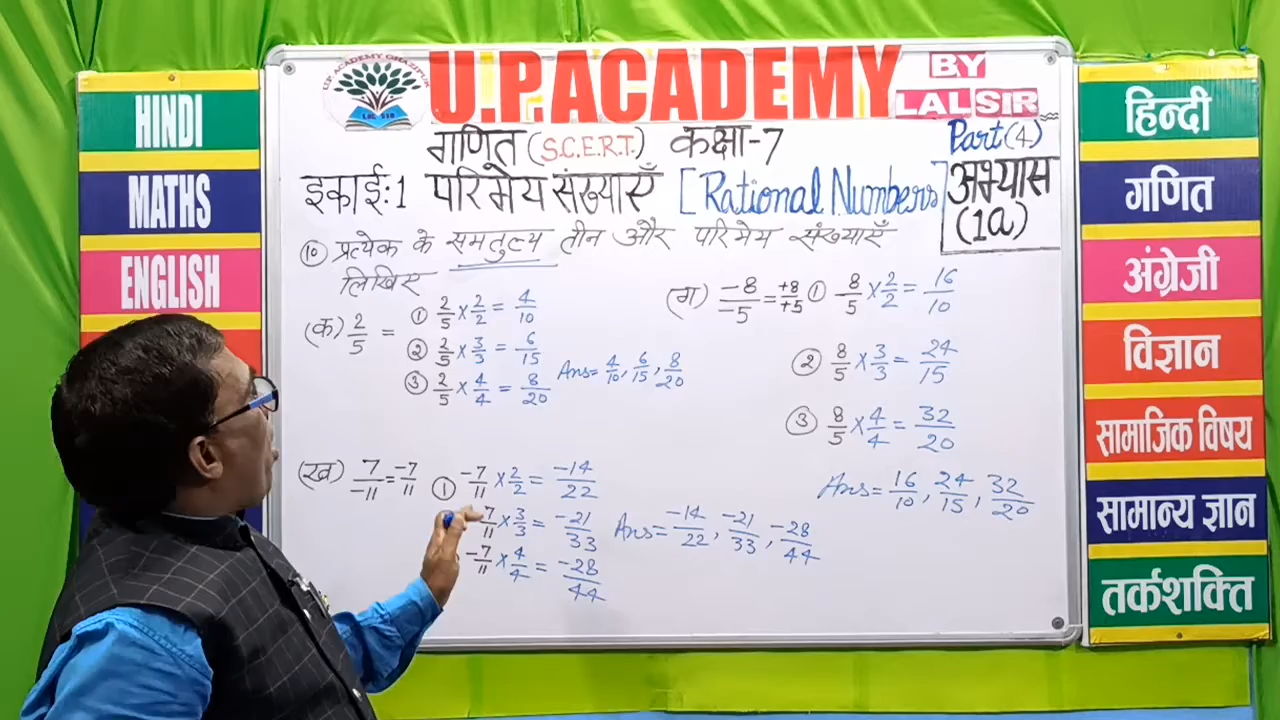 U.P. ACADEMY GHAZIPUR
LAL SIR
U.P.ACADEMY
BY
LALSIR
गणित (S.C.E.R.T.) कक्षा-7
Part(4)
इकाई:1 परिमेय संख्याएँ [Rational Numbers]
अभ्यास
(1a)
10 प्रत्येक के समतुल्य तीन और परिमेय संख्याएँ
लिखिए
(क) 2/5 = ① 2/5 × 2/2 = 4/10
② 2/5 × 3/3 = 6/15
③ 2/5 × 4/4 = 8/20
Ans = 4/10, 6/15, 8/20
(ख) 7/-11 = -7/11 ① -7/11 × 2/2 = -14/22
-7/11 × 3/3 = -21/33
-7/11 × 4/4 = -28/44
Ans = -14/22, -21/33, -28/44
(ग) -8/-5 = +8/+5 ① 8/5 × 2/2 = 16/10
② 8/5 × 3/3 = 24/15
③ 8/5 × 4/4 = 32/20
Ans = 16/10, 24/15, 32/20
HINDI
MATHS
ENGLISH
हिन्दी
गणित
अंग्रेजी
विज्ञान
सामाजिक विषय
सामान्य ज्ञान
तर्कशक्ति